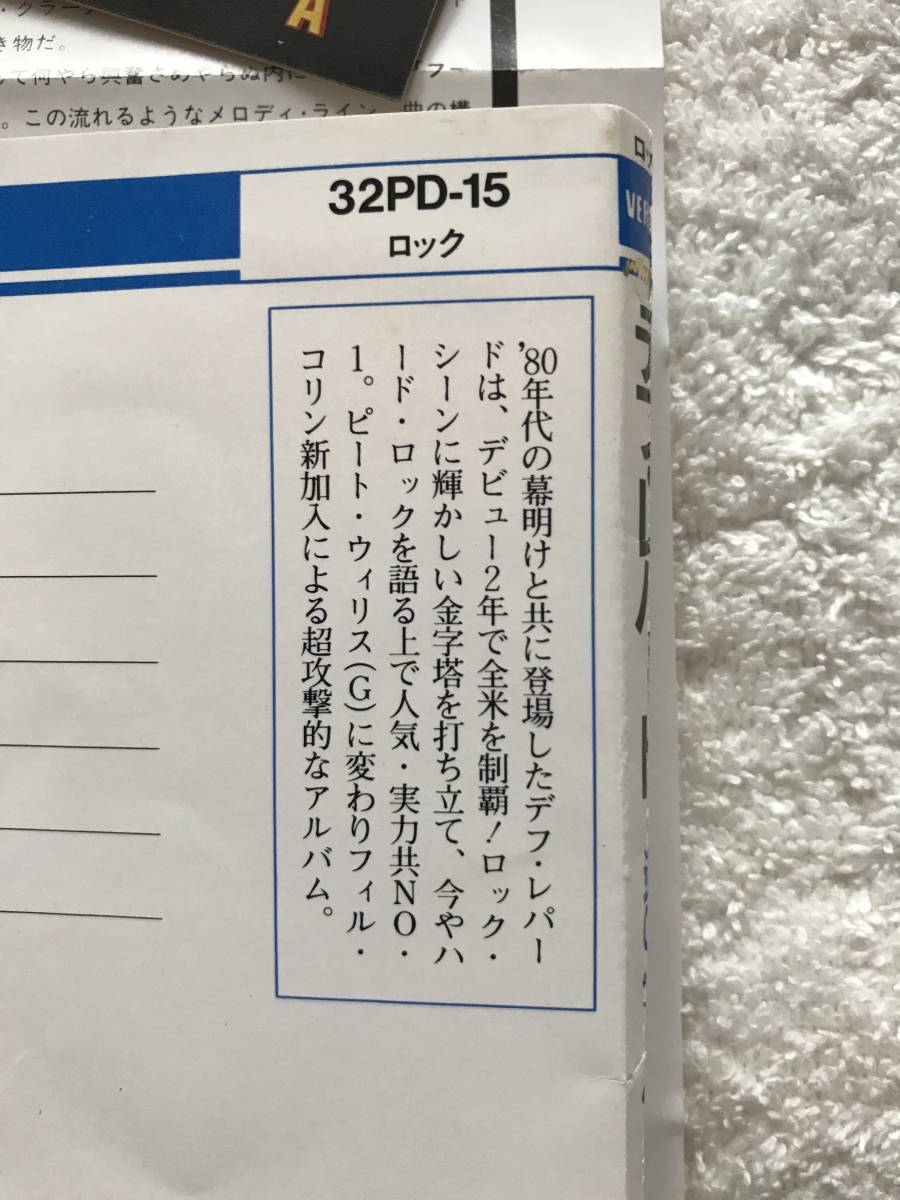 A
・クラー
き物だ。
て何やら興奮さめやらぬ内に
。この流れるようなメロディ・ライン
32PD-15
ロック
'80年代の幕明けと共に登場したデフ・レパー
ドは、デビュー2年で全米を制覇!ロック・
シーンに輝かしい金字塔を打ち立て、今やハ
ード・ロックを語る上で人気・実力共NO・
1。ピート・ウィリス(G)に変わりフィル・
コリン新加入による超攻撃的なアルバム。